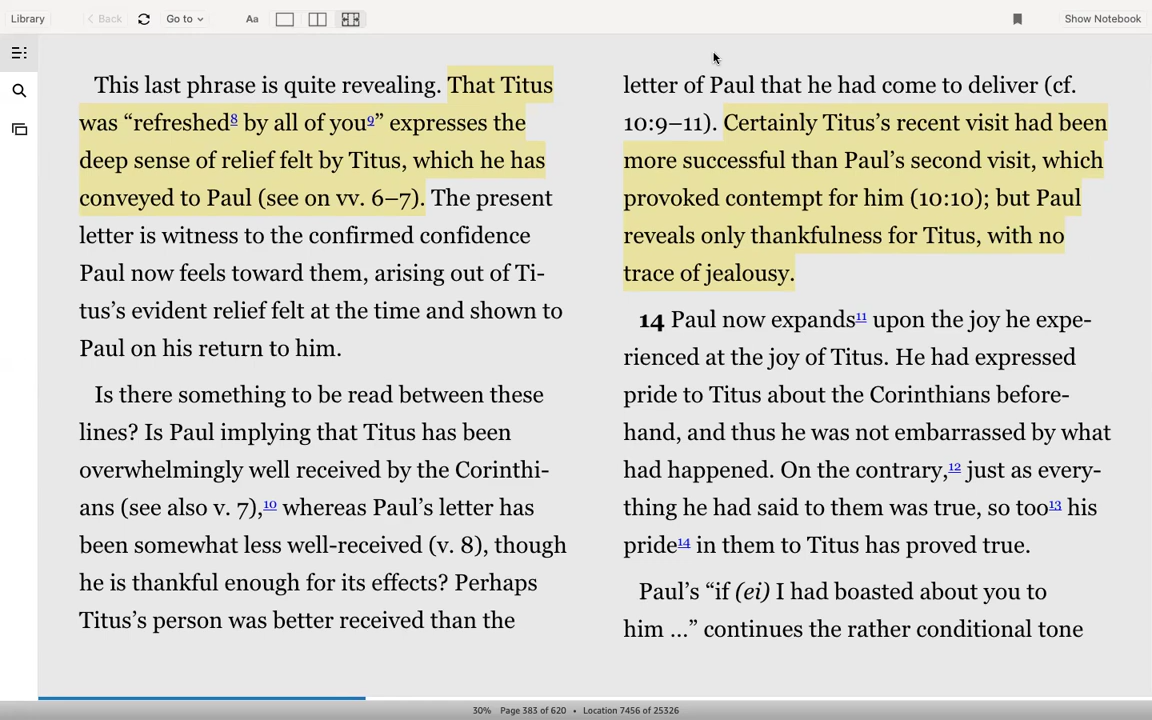 Library
Back
Go to
Aa
Show Notebook
This last phrase is quite revealing. That Titus
was “refreshed8 by all of you9” expresses the
deep sense of relief felt by Titus, which he has
conveyed to Paul (see on vv. 6–7). The present
letter is witness to the confirmed confidence
Paul now feels toward them, arising out of Ti-
tus’s evident relief felt at the time and shown to
Paul on his return to him.
Is there something to be read between these
lines? Is Paul implying that Titus has been
overwhelmingly well received by the Corinthi-
ans (see also v. 7),10 whereas Paul’s letter has
been somewhat less well-received (v. 8), though
he is thankful enough for its effects? Perhaps
Titus’s person was better received than the
letter of Paul that he had come to deliver (cf.
10:9–11). Certainly Titus’s recent visit had been
more successful than Paul’s second visit, which
provoked contempt for him (10:10); but Paul
reveals only thankfulness for Titus, with no
trace of jealousy.
14 Paul now expands11 upon the joy he expe-
rienced at the joy of Titus. He had expressed
pride to Titus about the Corinthians before-
hand, and thus he was not embarrassed by what
had happened. On the contrary,12 just as every-
thing he had said to them was true, so too13 his
pride14 in them to Titus has proved true.
Paul’s “if (ei) I had boasted about you to
him ...” continues the rather conditional tone
30% Page 383 of 620 • Location 7456 of 25326